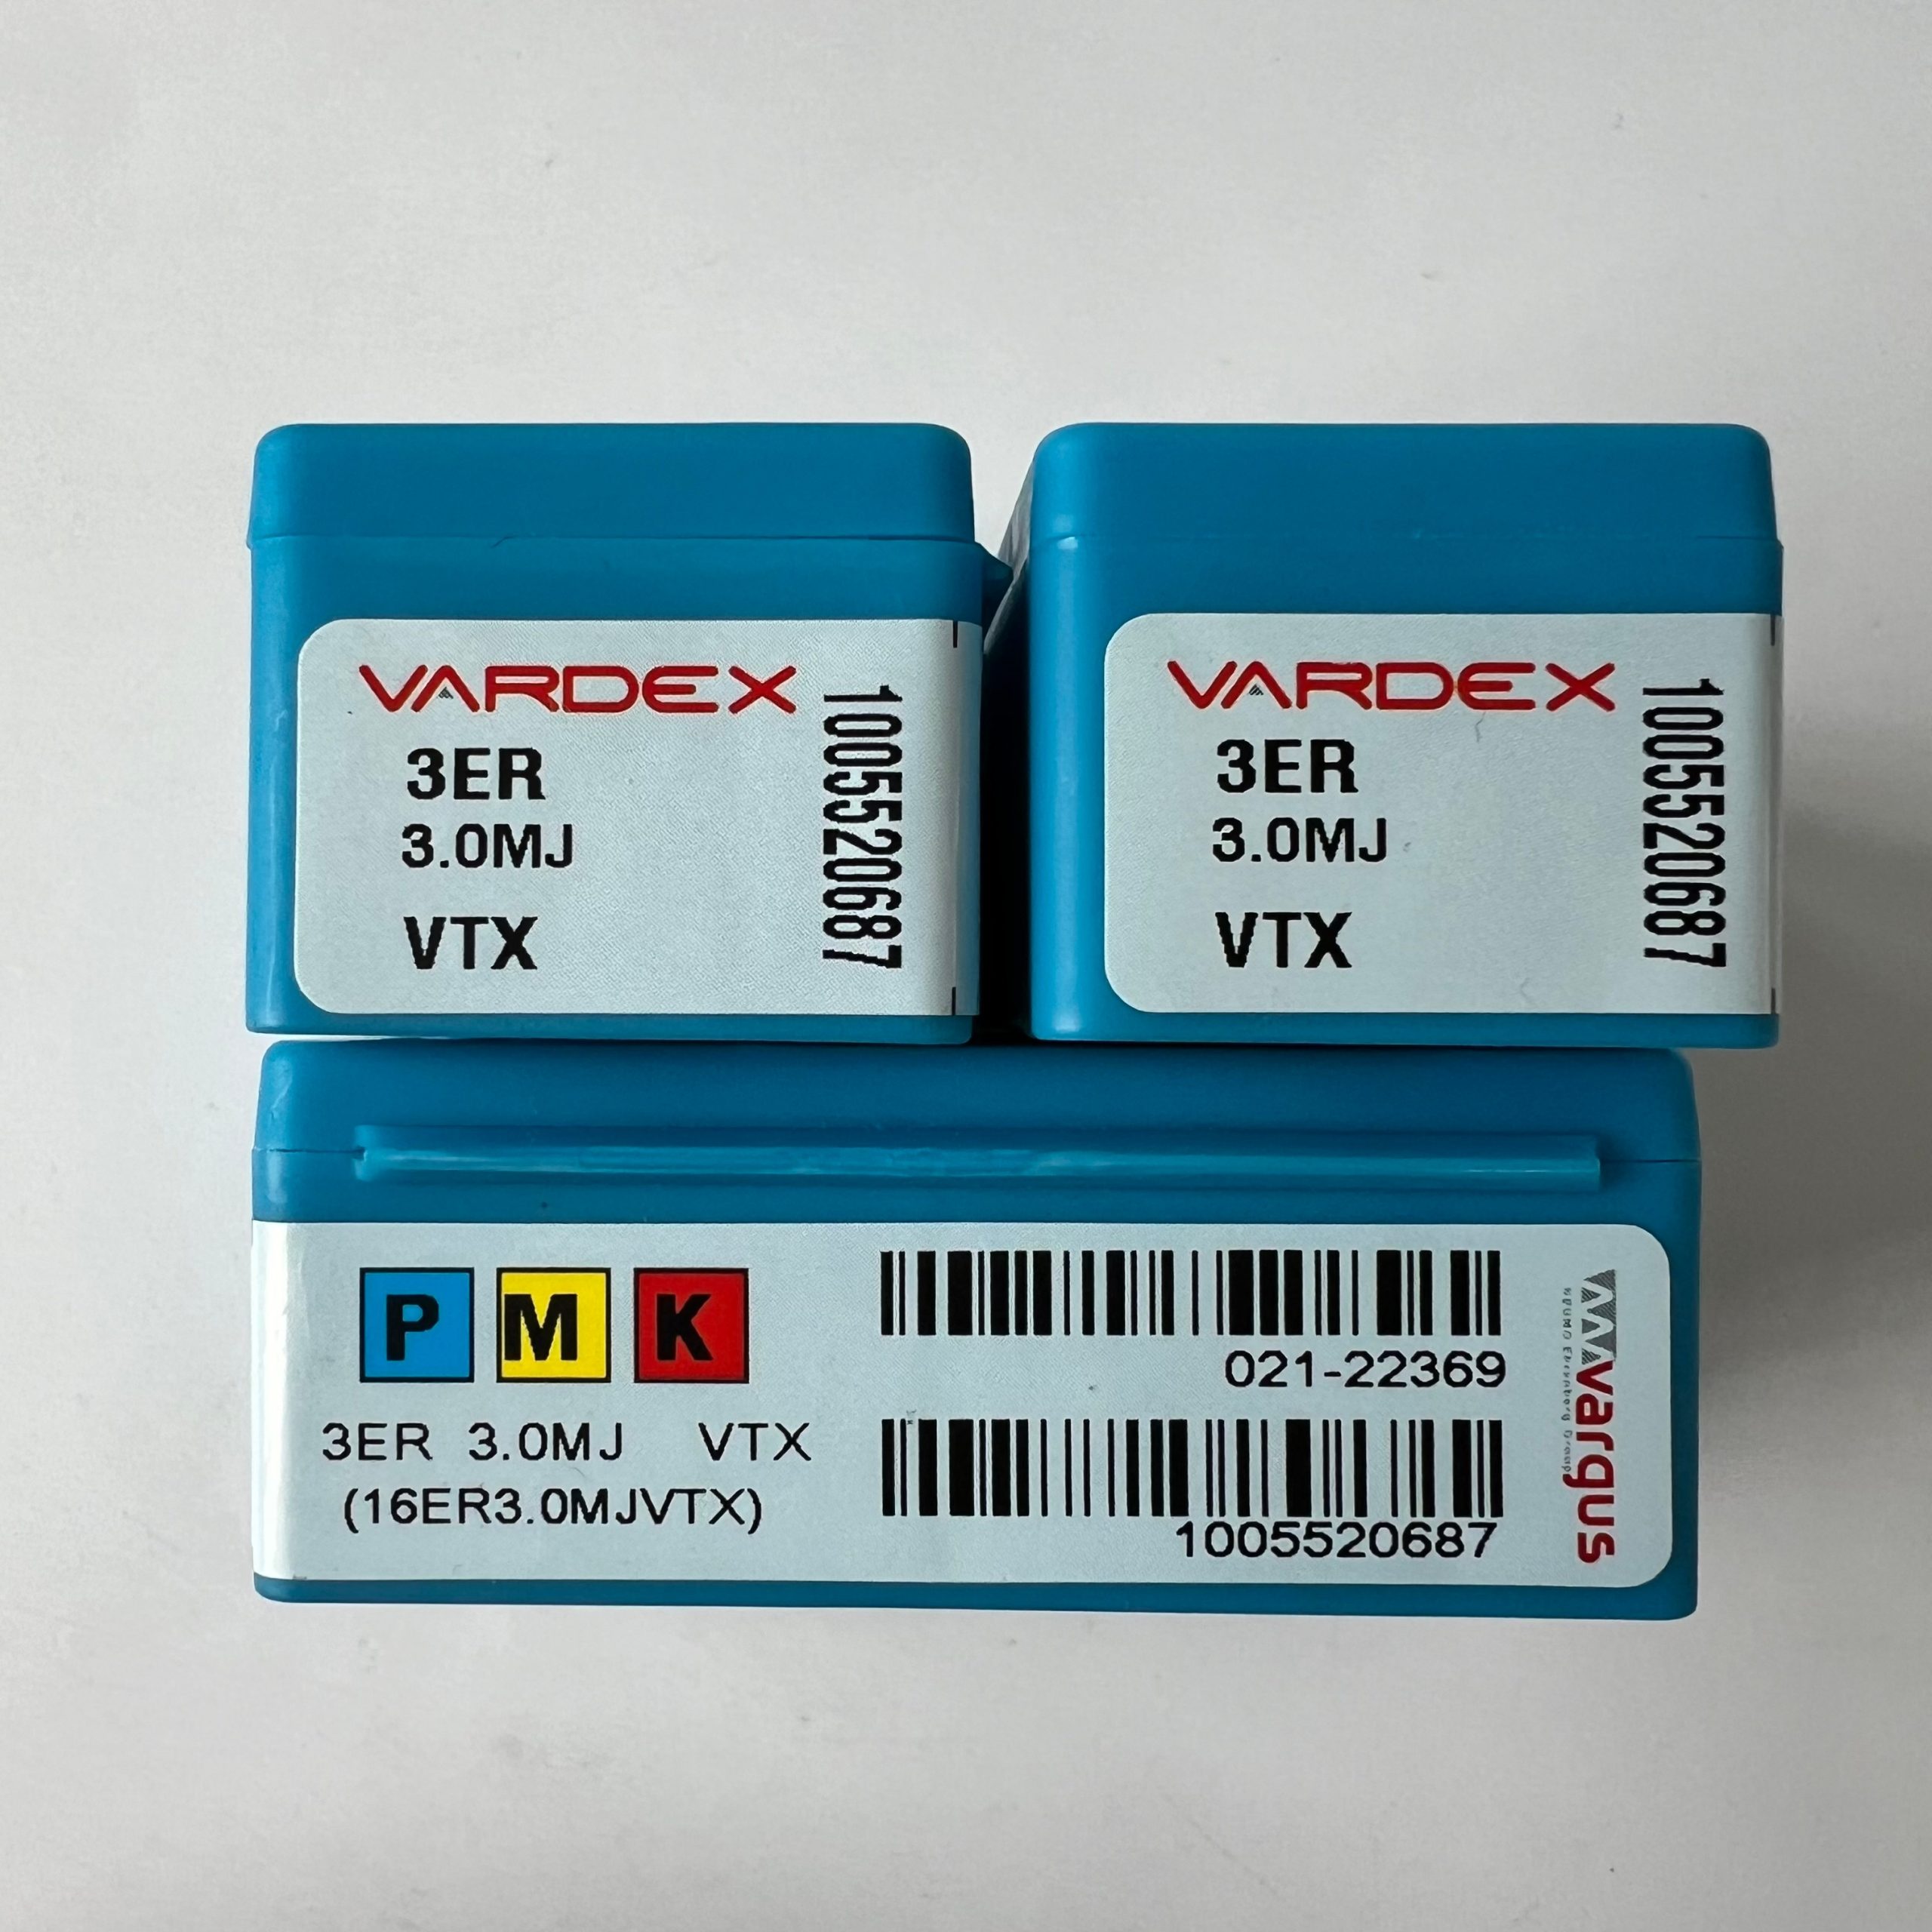 VARDEX
3ER
3.0MJ
VTX
1005520687
VARDEX
3ER
3.0MJ
VTX
1005520687
P M K
3ER 3.0MJ VTX
(16ER3.0MJVTX)
021-22369
1005520687
vargus
Group